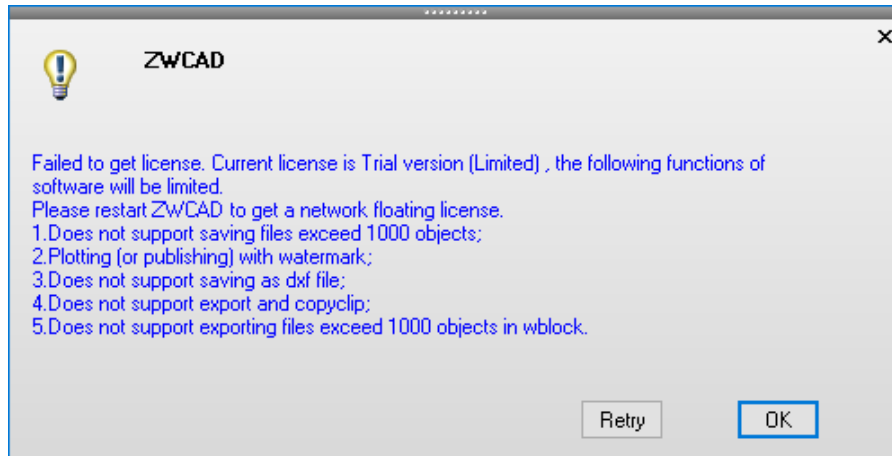 ZWCAD
Failed to get license. Current license is Trial version (Limited) , the following functions of
software will be limited.
Please restart ZWCAD to get a network floating license.
1.Does not support saving files exceed 1000 objects;
2.Plotting (or publishing) with watermark;
3.Does not support saving as dxf file;
4.Does not support export and copyclip;
5.Does not support exporting files exceed 1000 objects in wblock.
Retry OK